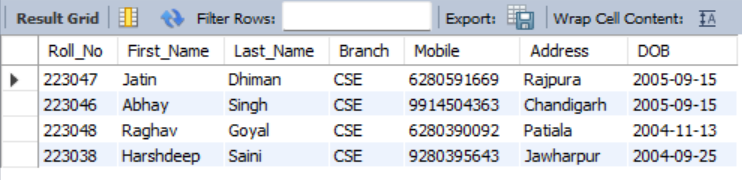 Result Grid Filter Rows: Export: Wrap Cell Content: IA
Roll_No First_Name Last_Name Branch Mobile Address DOB
223047 Jatin Dhiman CSE 6280591669 Rajpura 2005-09-15
223046 Abhay Singh CSE 9914504363 Chandigarh 2005-09-15
223048 Raghav Goyal CSE 6280390092 Patiala 2004-11-13
223038 Harshdeep Saini CSE 9280395643 Jawharpur 2004-09-25